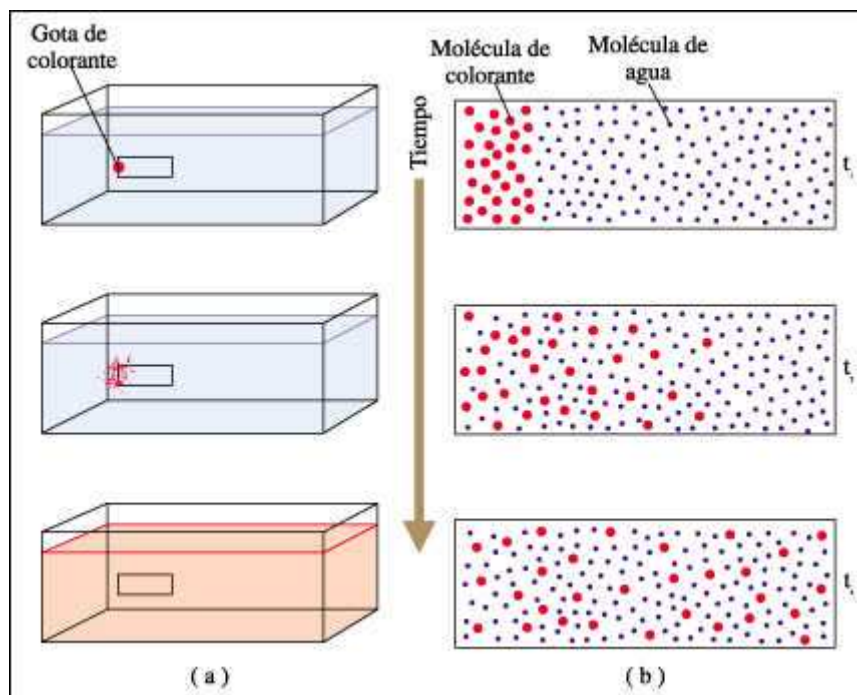 Gota de
colorante
Molécula de
colorante
Molécula de
agua
Tiempo
( a )
( b )